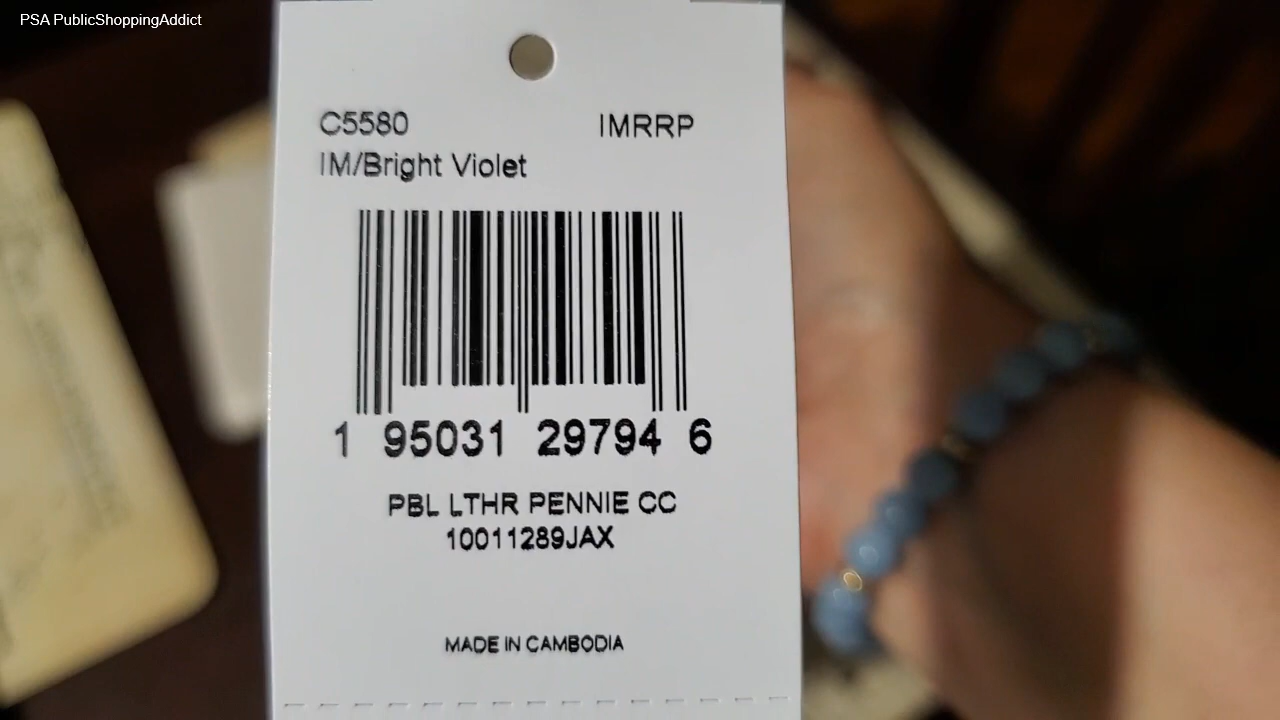 PSA PublicShoppingAddict
C5580 IMRRP
IM/Bright Violet
1 95031 29794 6
PBL LTHR PENNIE CC
10011289JAX
MADE IN CAMBODIA